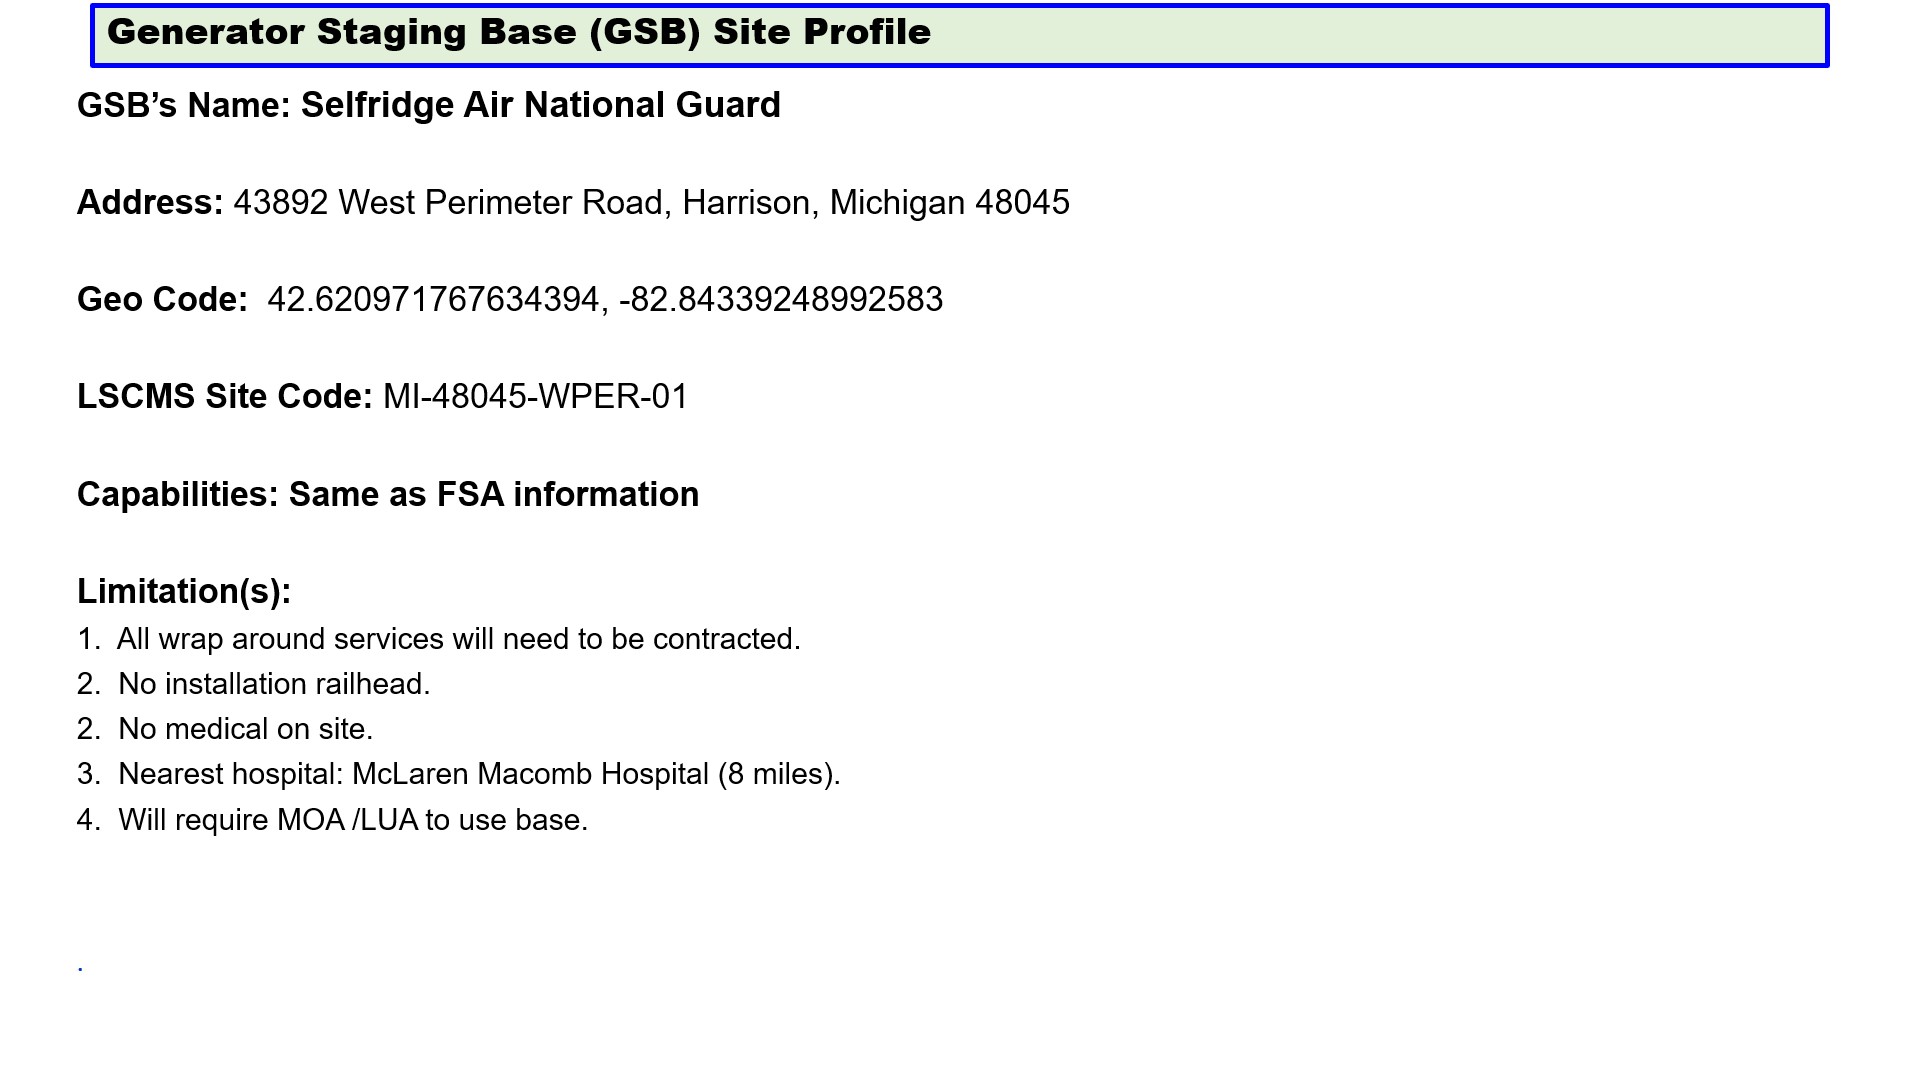 Generator Staging Base (GSB) Site Profile
GSB’s Name: Selfridge Air National Guard
Address: 43892 West Perimeter Road, Harrison, Michigan 48045
Geo Code:  42.620971767634394, -82.84339248992583
LSCMS Site Code: MI-48045-WPER-01
Capabilities: Same as FSA information
Limitation(s):
1.  All wrap around services will need to be contracted.
2.  No installation railhead.
2.  No medical on site.
3.  Nearest hospital: McLaren Macomb Hospital (8 miles).
4.  Will require MOA /LUA to use base.
.